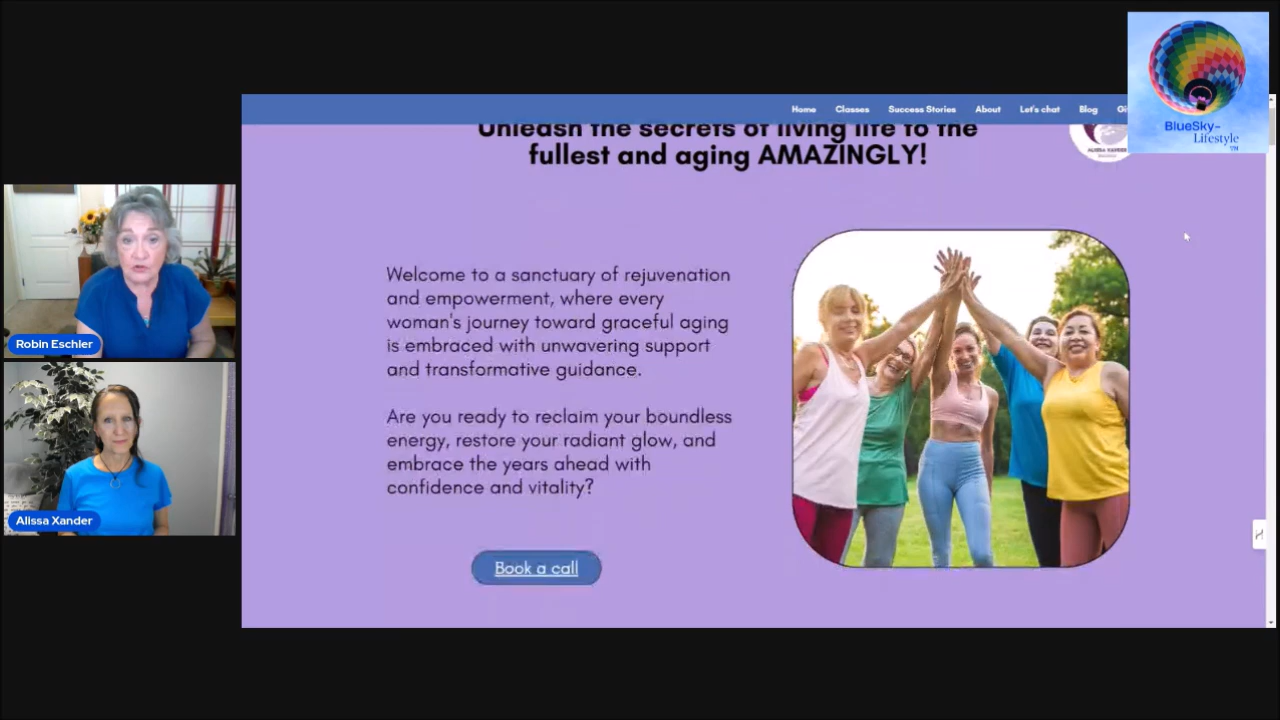 Home Classes Success Stories About Let's chat Blog
BlueSky-
Lifestyle
TM
Unleash the secrets of living life to the
fullest and aging AMAZINGLY!
ALISSA XANDER
Welcome to a sanctuary of rejuvenation
and empowerment, where every
woman's journey toward graceful aging
is embraced with unwavering support
and transformative guidance.
Are you ready to reclaim your boundless
energy, restore your radiant glow, and
embrace the years ahead with
confidence and vitality?
Book a call
Robin Eschler
Alissa Xander